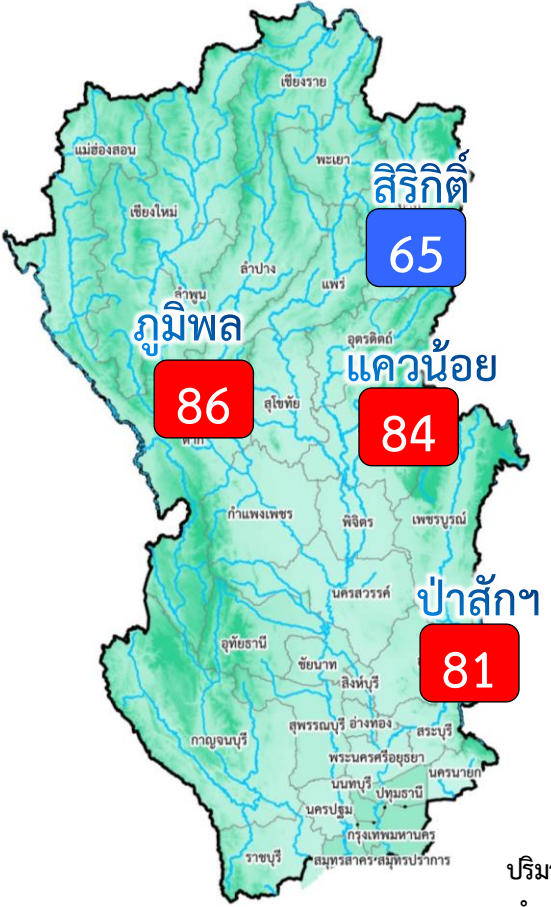 เชียงราย
แม่ฮ่องสอน
พะเยา
สิริกิติ์
เชียงใหม่
65
ลำปาง
แพร่
ลำพูน
ภูมิพล
อุตรดิตถ์
แควน้อย
86
สุโขทัย
84
ตาก
กำแพงเพชร
พิจิตร
เพชรบูรณ์
นครสวรรค์
ป่าสักฯ
อุทัยธานี
ชัยนาท
81
สิงห์บุรี
สุพรรณบุรี อ่างทอง
สระบุรี
กาญจนบุรี
พระนครศรีอยุธยา
นครนายก
นนทบุรี
ปทุมธานี
นครปฐม
กรุงเทพมหานคร
ราชบุรี
สมุทรสาคร สมุทรปราการ